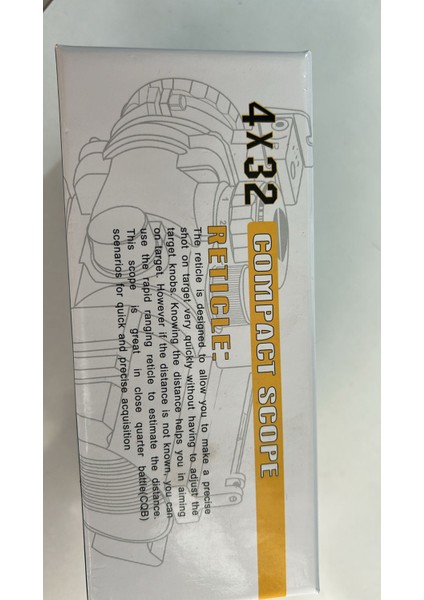 4X32 COMPACT SCOPE
RETICLE:
The reticle is designed to allow you to make a precise
shot on target very quickly without having to adjust the
target knobs. Knowing the distance helps you in aiming
on target. However if the distance is not known, you can
use the rapid ranging reticle to estimate the distance.
This scope is great in close quarter battle(CQB)
scenarios for quick and precise acquisition